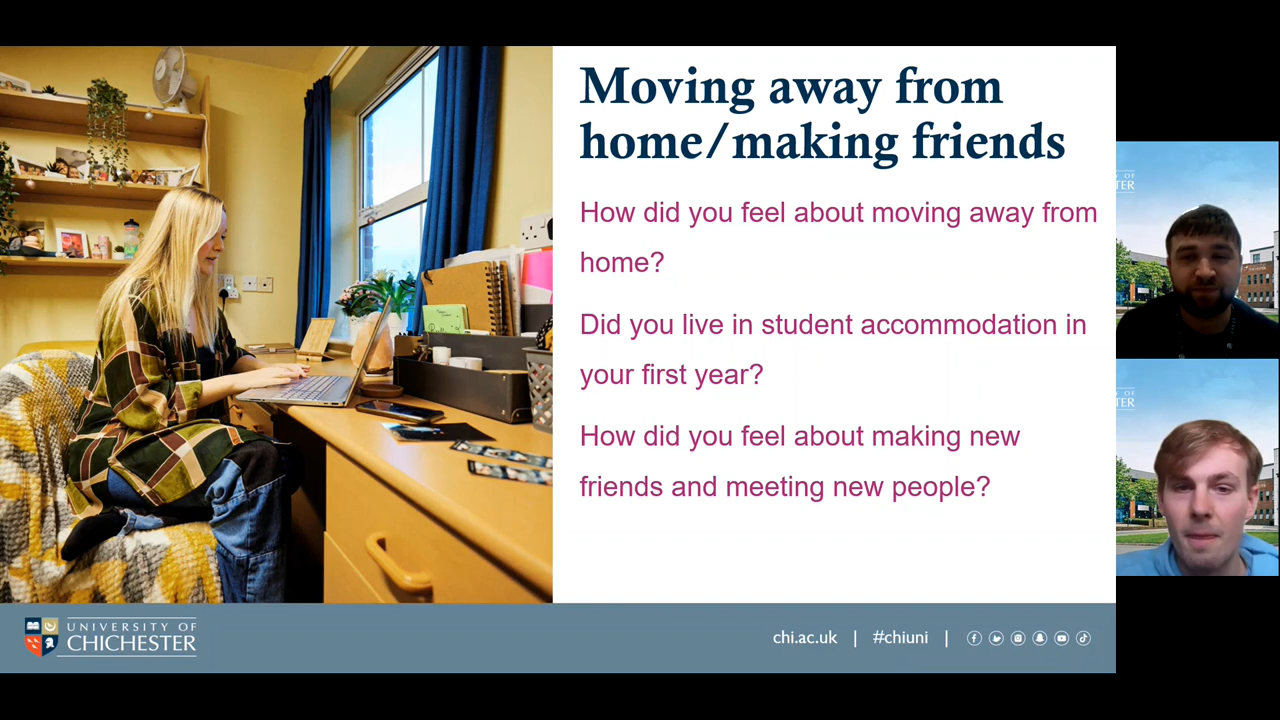 Moving away from
home/making friends
How did you feel about moving away from
home?
Did you live in student accommodation in
your first year?
How did you feel about making new
friends and meeting new people?
UNIVERSITY OF
CHICHESTER
chi.ac.uk | #chiuni |